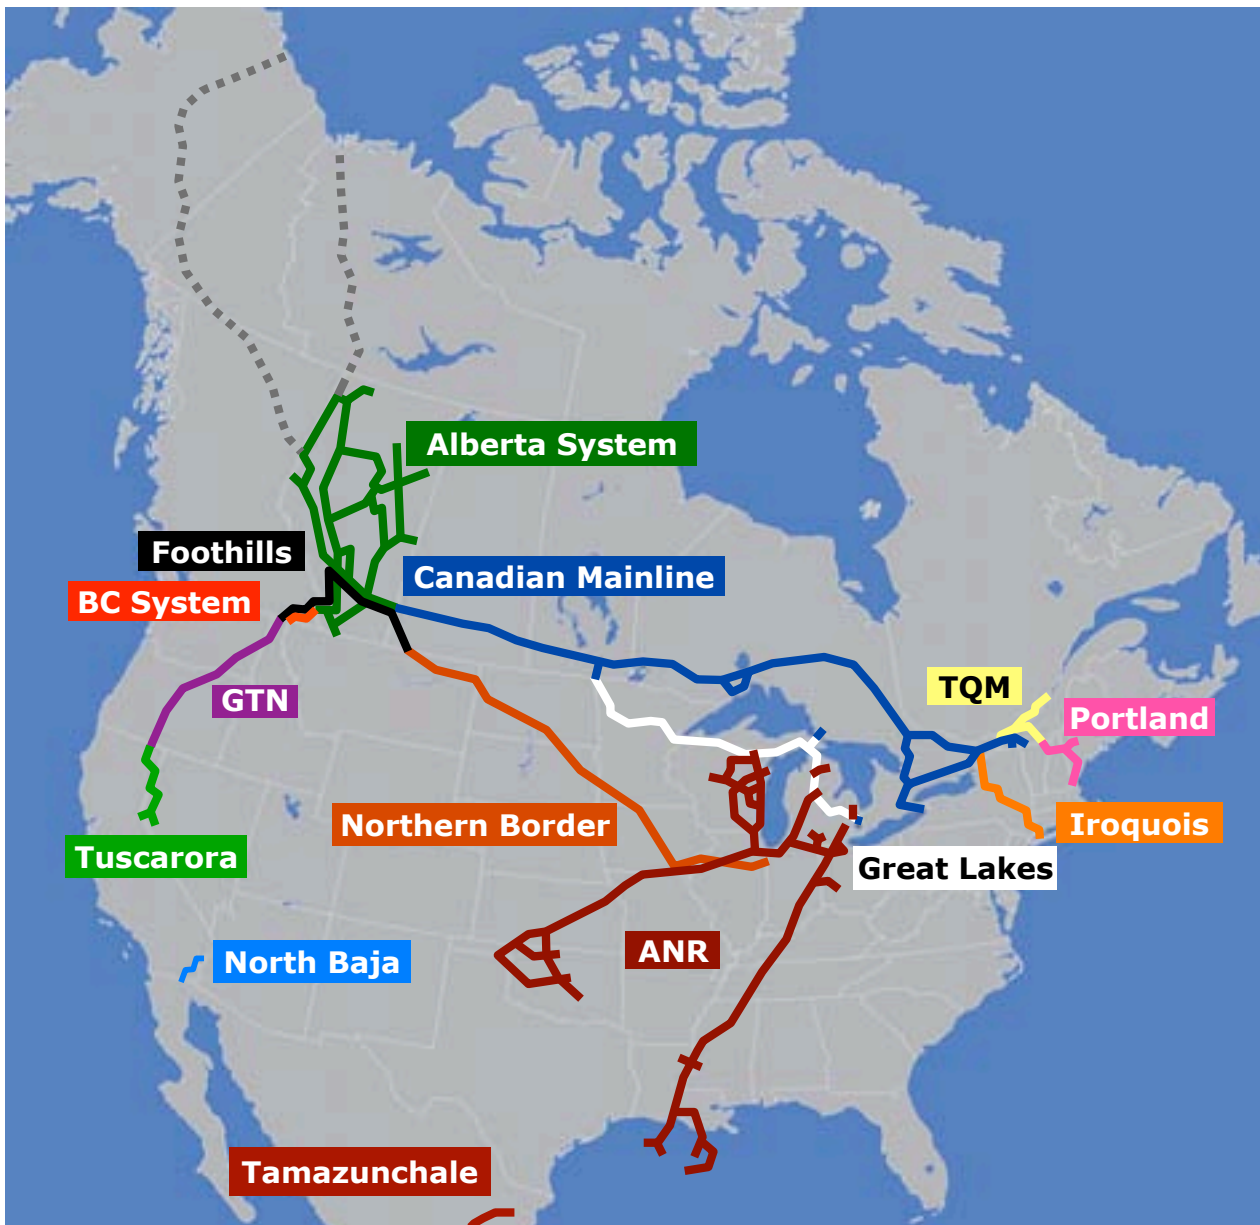 Alberta System
Foothills
Canadian Mainline
BC System
TQM
GTN
Portland
Northern Border
Iroquois
Tuscarora
Great Lakes
ANR
North Baja
Tamazunchale